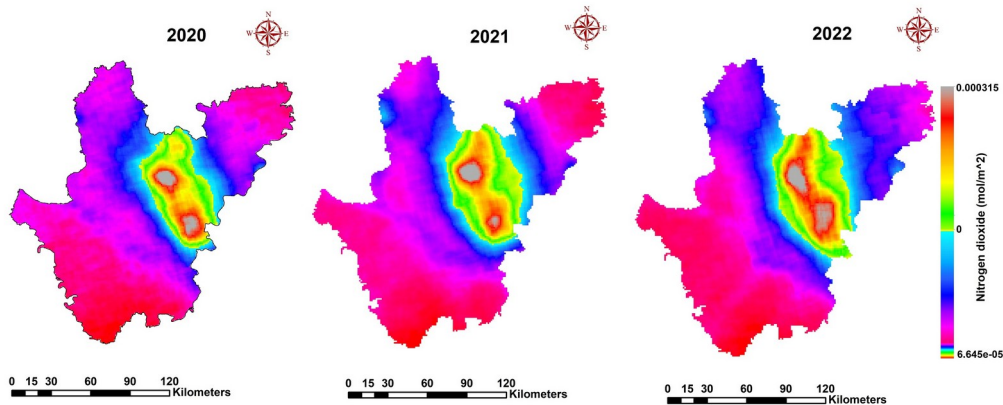 2020
N
W E
S
2021
N
W E
S
2022
N
W E
S
0.000315
0
6.645e-05
Nitrogen dioxide (mol/m^2)
0 15 30 60 90 120
Kilometers
0 15 30 60 90 120
Kilometers
0 15 30 60 90 120
Kilometers